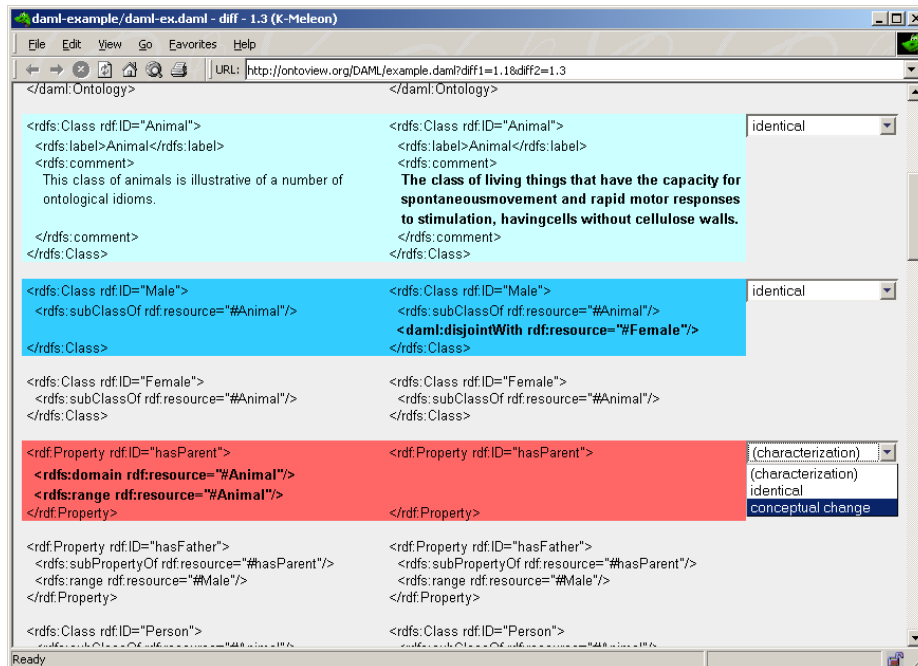 daml-example/daml-ex.daml - diff - 1.3 (K-Meleon)
File Edit View Go Favorites Help
URL: http://ontoview.org/DAML/example.daml?diff1=1.1&diff2=1.3
</daml:Ontology> </daml:Ontology>
<rdfs:Class rdf:ID="Animal"> <rdfs:Class rdf:ID="Animal"> identical
<rdfs:label>Animal</rdfs:label> <rdfs:label>Animal</rdfs:label>
<rdfs:comment> <rdfs:comment>
This class of animals is illustrative of a number of The class of living things that have the capacity for
ontological idioms. spontaneousmovement and rapid motor responses
to stimulation, havingcells without cellulose walls.
</rdfs:comment> </rdfs:comment>
</rdfs:Class> </rdfs:Class>
<rdfs:Class rdf:ID="Male"> <rdfs:Class rdf:ID="Male"> identical
<rdfs:subClassOf rdf:resource="#Animal"/> <rdfs:subClassOf rdf:resource="#Animal"/>
<daml:disjointWith rdf:resource="#Female"/>
</rdfs:Class> </rdfs:Class>
<rdfs:Class rdf:ID="Female"> <rdfs:Class rdf:ID="Female">
<rdfs:subClassOf rdf:resource="#Animal"/> <rdfs:subClassOf rdf:resource="#Animal"/>
</rdfs:Class> </rdfs:Class>
<rdf:Property rdf:ID="hasParent"> <rdf:Property rdf:ID="hasParent"> (characterization)
<rdfs:domain rdf:resource="#Animal"/> (characterization)
<rdfs:range rdf:resource="#Animal"/> identical
</rdf:Property> </rdf:Property> conceptual change
<rdf:Property rdf:ID="hasFather"> <rdf:Property rdf:ID="hasFather">
<rdfs:subPropertyOf rdf:resource="#hasParent"/> <rdfs:subPropertyOf rdf:resource="#hasParent"/>
<rdfs:range rdf:resource="#Male"/> <rdfs:range rdf:resource="#Male"/>
</rdf:Property> </rdf:Property>
<rdfs:Class rdf:ID="Person"> <rdfs:Class rdf:ID="Person">
Ready